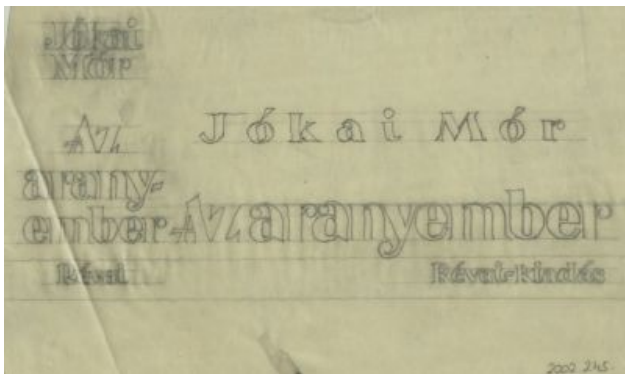 Jókai
Mór
Az
arany-
ember
Révai
Jókai Mór
Az aranyember
Révai-kiadás
2002 245.